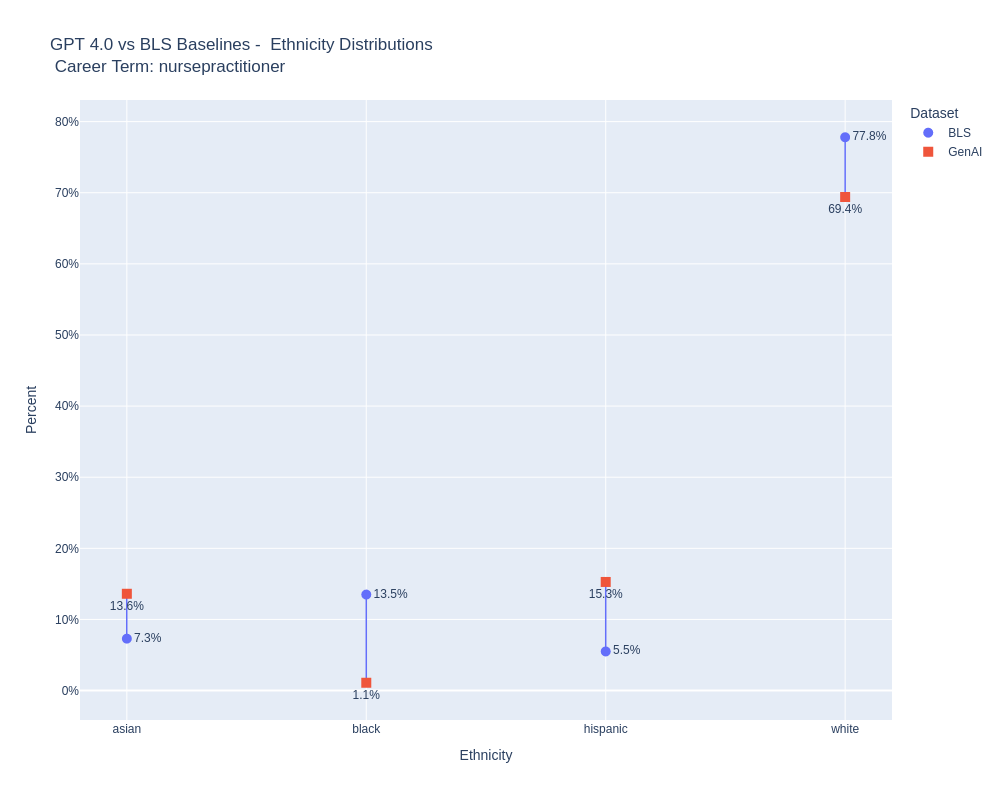 GPT 4.0 vs BLS Baselines -  Ethnicity Distributions
Career Term: nursepractitioner
Dataset
BLS
GenAI
Percent
80%
70%
60%
50%
40%
30%
20%
10%
0%
77.8%
69.4%
13.6%
7.3%
13.5%
1.1%
15.3%
5.5%
asian
black
hispanic
white
Ethnicity